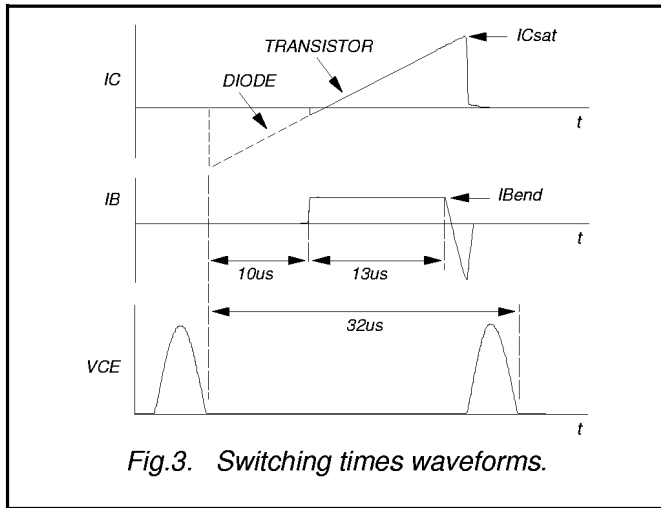 ICsat
TRANSISTOR
IC
DIODE
t
IB
IBend
t
10us
13us
32us
VCE
t
Fig.3. Switching times waveforms.